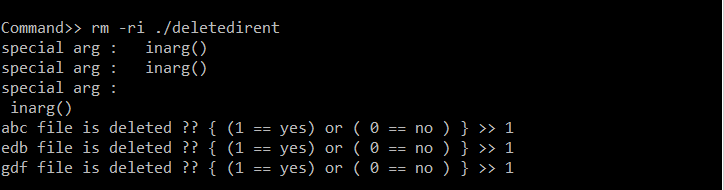 Command>> rm -ri ./deletedirent
special arg :   inarg()
special arg :   inarg()
special arg :
 inarg()
abc file is deleted ?? { (1 == yes) or ( 0 == no ) } >> 1
edb file is deleted ?? { (1 == yes) or ( 0 == no ) } >> 1
gdf file is deleted ?? { (1 == yes) or ( 0 == no ) } >> 1